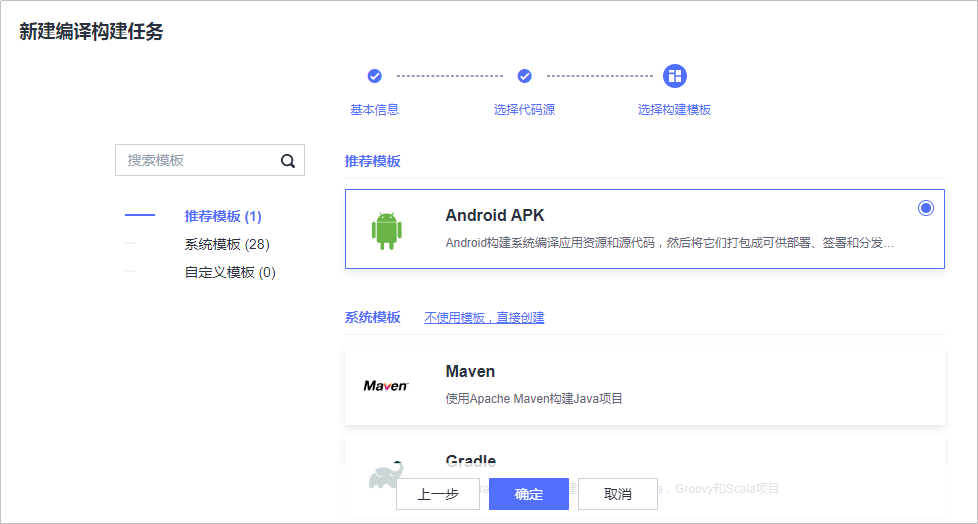 新建编译构建任务
基本信息
选择代码源
选择构建模板
搜索模板
推荐模板 (1)
系统模板 (28)
自定义模板 (0)
推荐模板
Android APK
Android构建系统编译应用资源和源代码，然后将它们打包成可供部署、签署和分发...
系统模板 不使用模板，直接创建
Maven
Maven
使用Apache Maven构建Java项目
Gradle
，Groovy和Scala项目
上一步
确定
取消